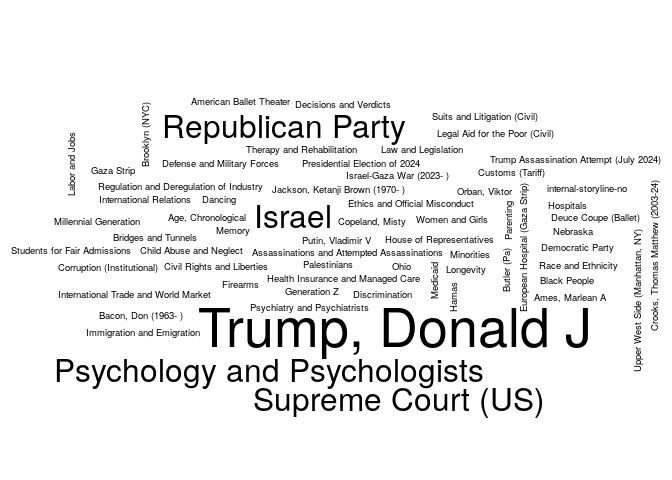 American Ballet Theater
Decisions and Verdicts
Brooklyn (NYC)
Republican Party
Suits and Litigation (Civil)
Legal Aid for the Poor (Civil)
Labor and Jobs
Therapy and Rehabilitation
Law and Legislation
Gaza Strip
Defense and Military Forces
Presidential Election of 2024
Trump Assassination Attempt (July 2024)
Israel-Gaza War (2023- )
Customs (Tariff)
Regulation and Deregulation of Industry
Jackson, Ketanji Brown (1970- )
Orban, Viktor
internal-storyline-no
International Relations
Dancing
Ethics and Official Misconduct
Parenting
Hospitals
Millennial Generation
Age, Chronological
Israel
Copeland, Misty
Women and Girls
Deuce Coupe (Ballet)
Memory
Nebraska
Bridges and Tunnels
Putin, Vladimir V
House of Representatives
Students for Fair Admissions
Child Abuse and Neglect
Assassinations and Attempted Assassinations
Minorities
Democratic Party
Corruption (Institutional)
Civil Rights and Liberties
Palestinians
Ohio
Medicaid
Longevity
Butler (Pa)
European Hospital (Gaza Strip)
Race and Ethnicity
Crooks, Thomas Matthew (2003-24)
Firearms
Health Insurance and Managed Care
Black People
International Trade and World Market
Generation Z
Discrimination
Hamas
Ames, Marlean A
Upper West Side (Manhattan, NY)
Bacon, Don (1963- )
Psychiatry and Psychiatrists
Immigration and Emigration
Trump, Donald J
Psychology and Psychologists
Supreme Court (US)